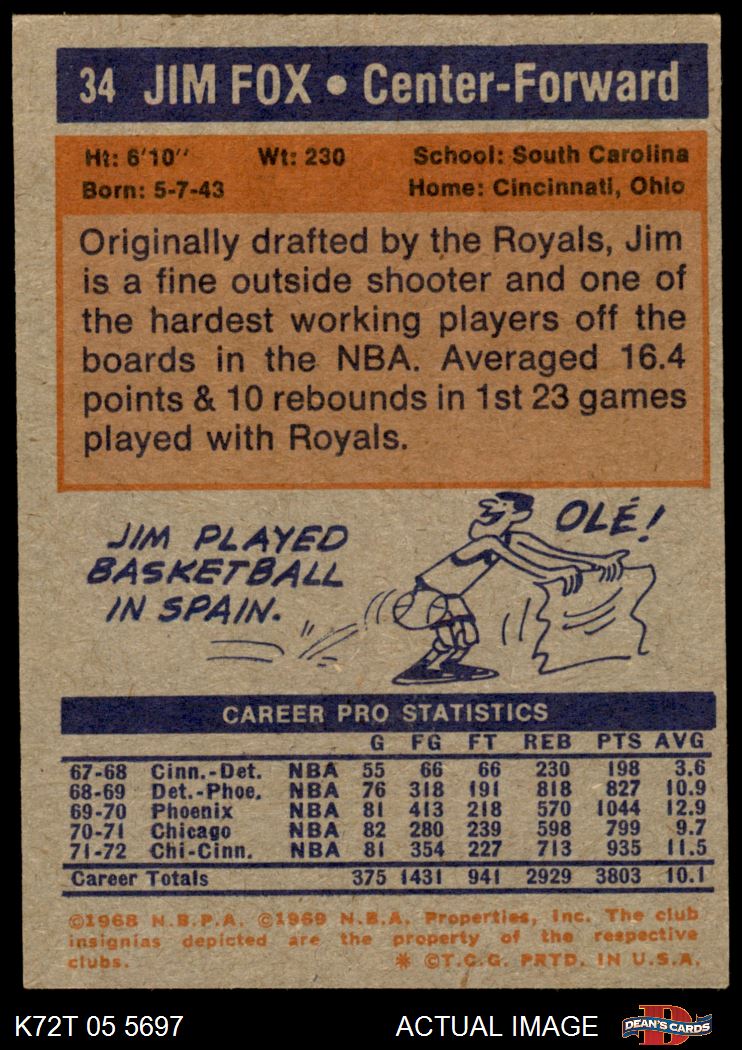 34 JIM FOX • Center-Forward
Ht: 6'10'' Wt: 230 School: South Carolina
Born: 5-7-43 Home: Cincinnati, Ohio
Originally drafted by the Royals, Jim
is a fine outside shooter and one of
the hardest working players off the
boards in the NBA. Averaged 16.4
points & 10 rebounds in 1st 23 games
played with Royals.
JIM PLAYED
BASKETBALL
IN SPAIN.
OLÉ!
CAREER PRO STATISTICS
G FG FT REB PTS AVG
67-68 Cinn.-Det. NBA 55 66 66 230 198 3.6
68-69 Det.-Phoe. NBA 76 318 191 818 827 10.9
69-70 Phoenix NBA 81 413 218 570 1044 12.9
70-71 Chicago NBA 82 280 239 598 799 9.7
71-72 Chi-Cinn. NBA 81 354 227 713 935 11.5
Career Totals 375 1431 941 2929 3803 10.1
©1968 N.B.P.A. ©1969 N.B.A. Properties, Inc. The club
insignias depicted are the property of the respective
clubs. * ©T.C.G. PRTD. IN U.S.A.
K72T 05 5697 ACTUAL IMAGE D DEAN'S CARDS